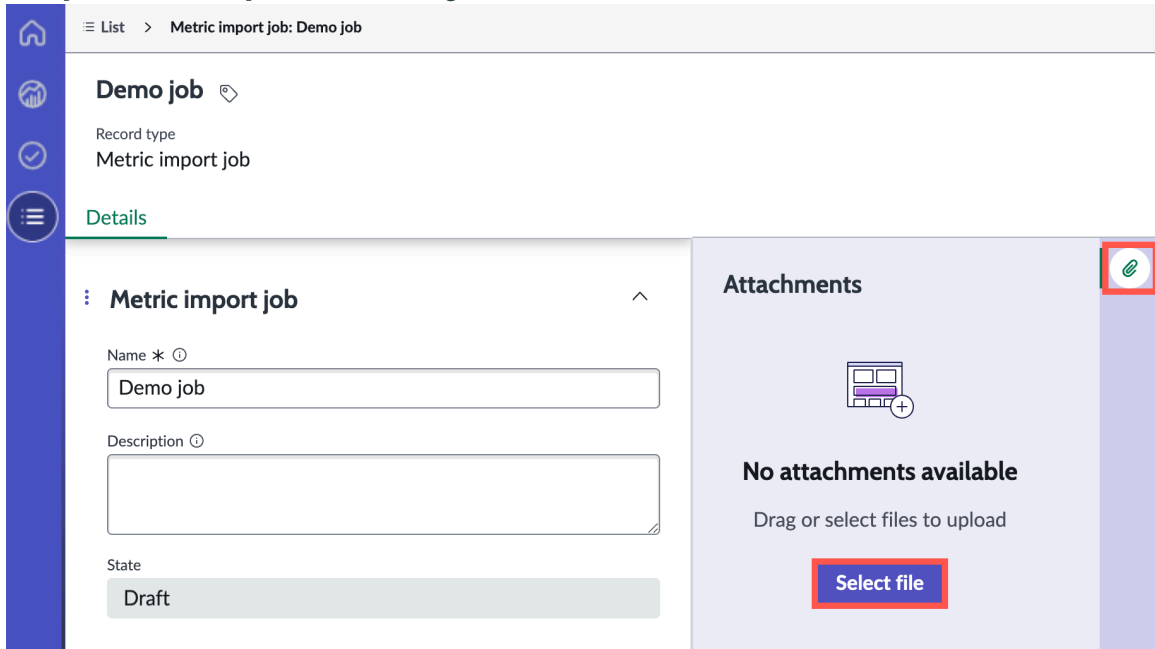 List > Metric import job: Demo job
Demo job
Record type
Metric import job
Details
Metric import job
Name *
Demo job
Description
State
Draft
Attachments
No attachments available
Drag or select files to upload
Select file